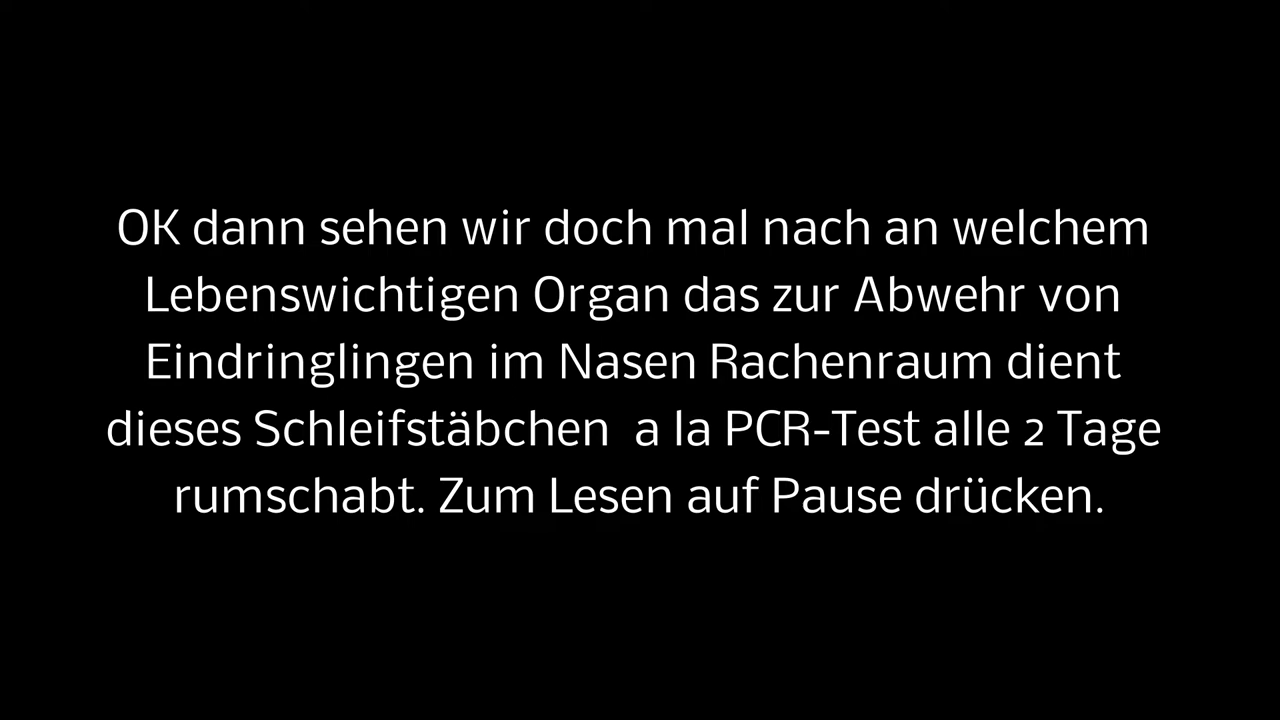 OK dann sehen wir doch mal nach an welchem
Lebenswichtigen Organ das zur Abwehr von
Eindringlingen im Nasen Rachenraum dient
dieses Schleifstäbchen a la PCR-Test alle 2 Tage
rumschabt. Zum Lesen auf Pause drücken.